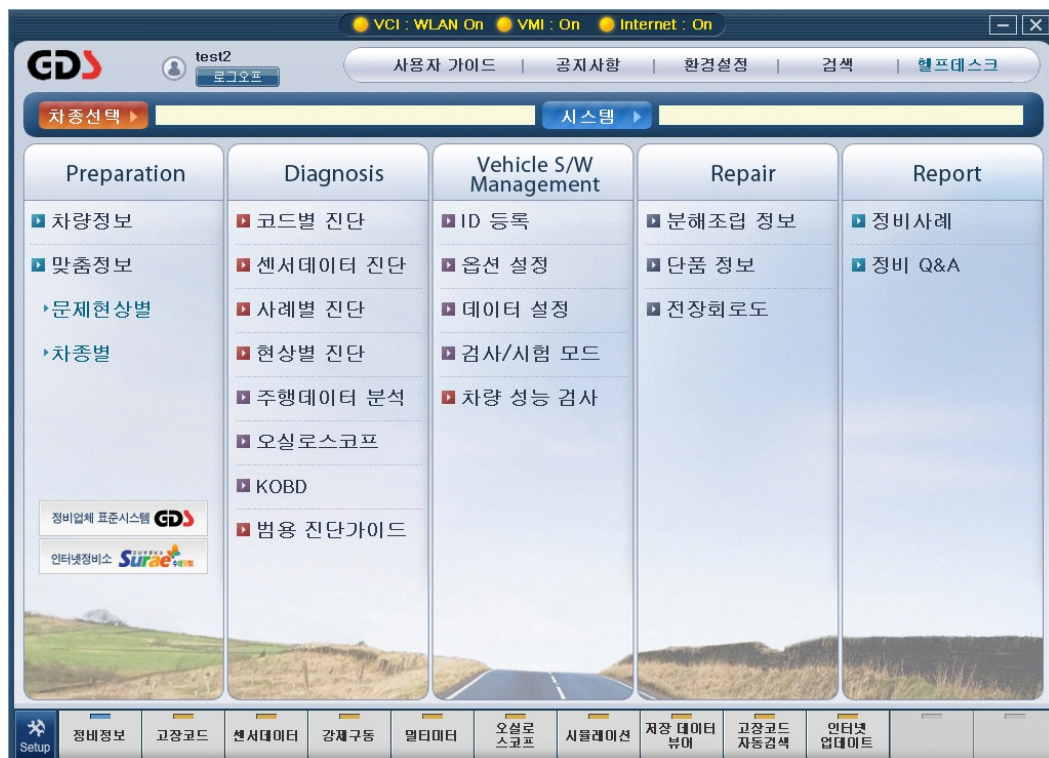 VCI : WLAN On VMI : On Internet : On
GDS
test2
로그오프
사용자 가이드 | 공지사항 | 환경설정 | 검색 | 헬프데스크
차종선택
시스템
Preparation
차량정보
맞춤정보
문제현상별
차종별
정비업체 표준시스템 GDS
인터넷정비소 Surae
Diagnosis
코드별 진단
센서데이터 진단
사례별 진단
현상별 진단
주행데이터 분석
오실로스코프
KOBD
범용 진단가이드
Vehicle S/W
Management
ID 등록
옵션 설정
데이터 설정
검사/시험 모드
차량 성능 검사
Repair
분해조립 정보
단품 정보
전장회로도
Report
정비사례
정비 Q&A
Setup
정비정보
고장코드
센서데이터
강제구동
멀티미터
오실로
스코프
시뮬레이션
저장 데이터
뷰어
고장코드
자동검색
인터넷
업데이트